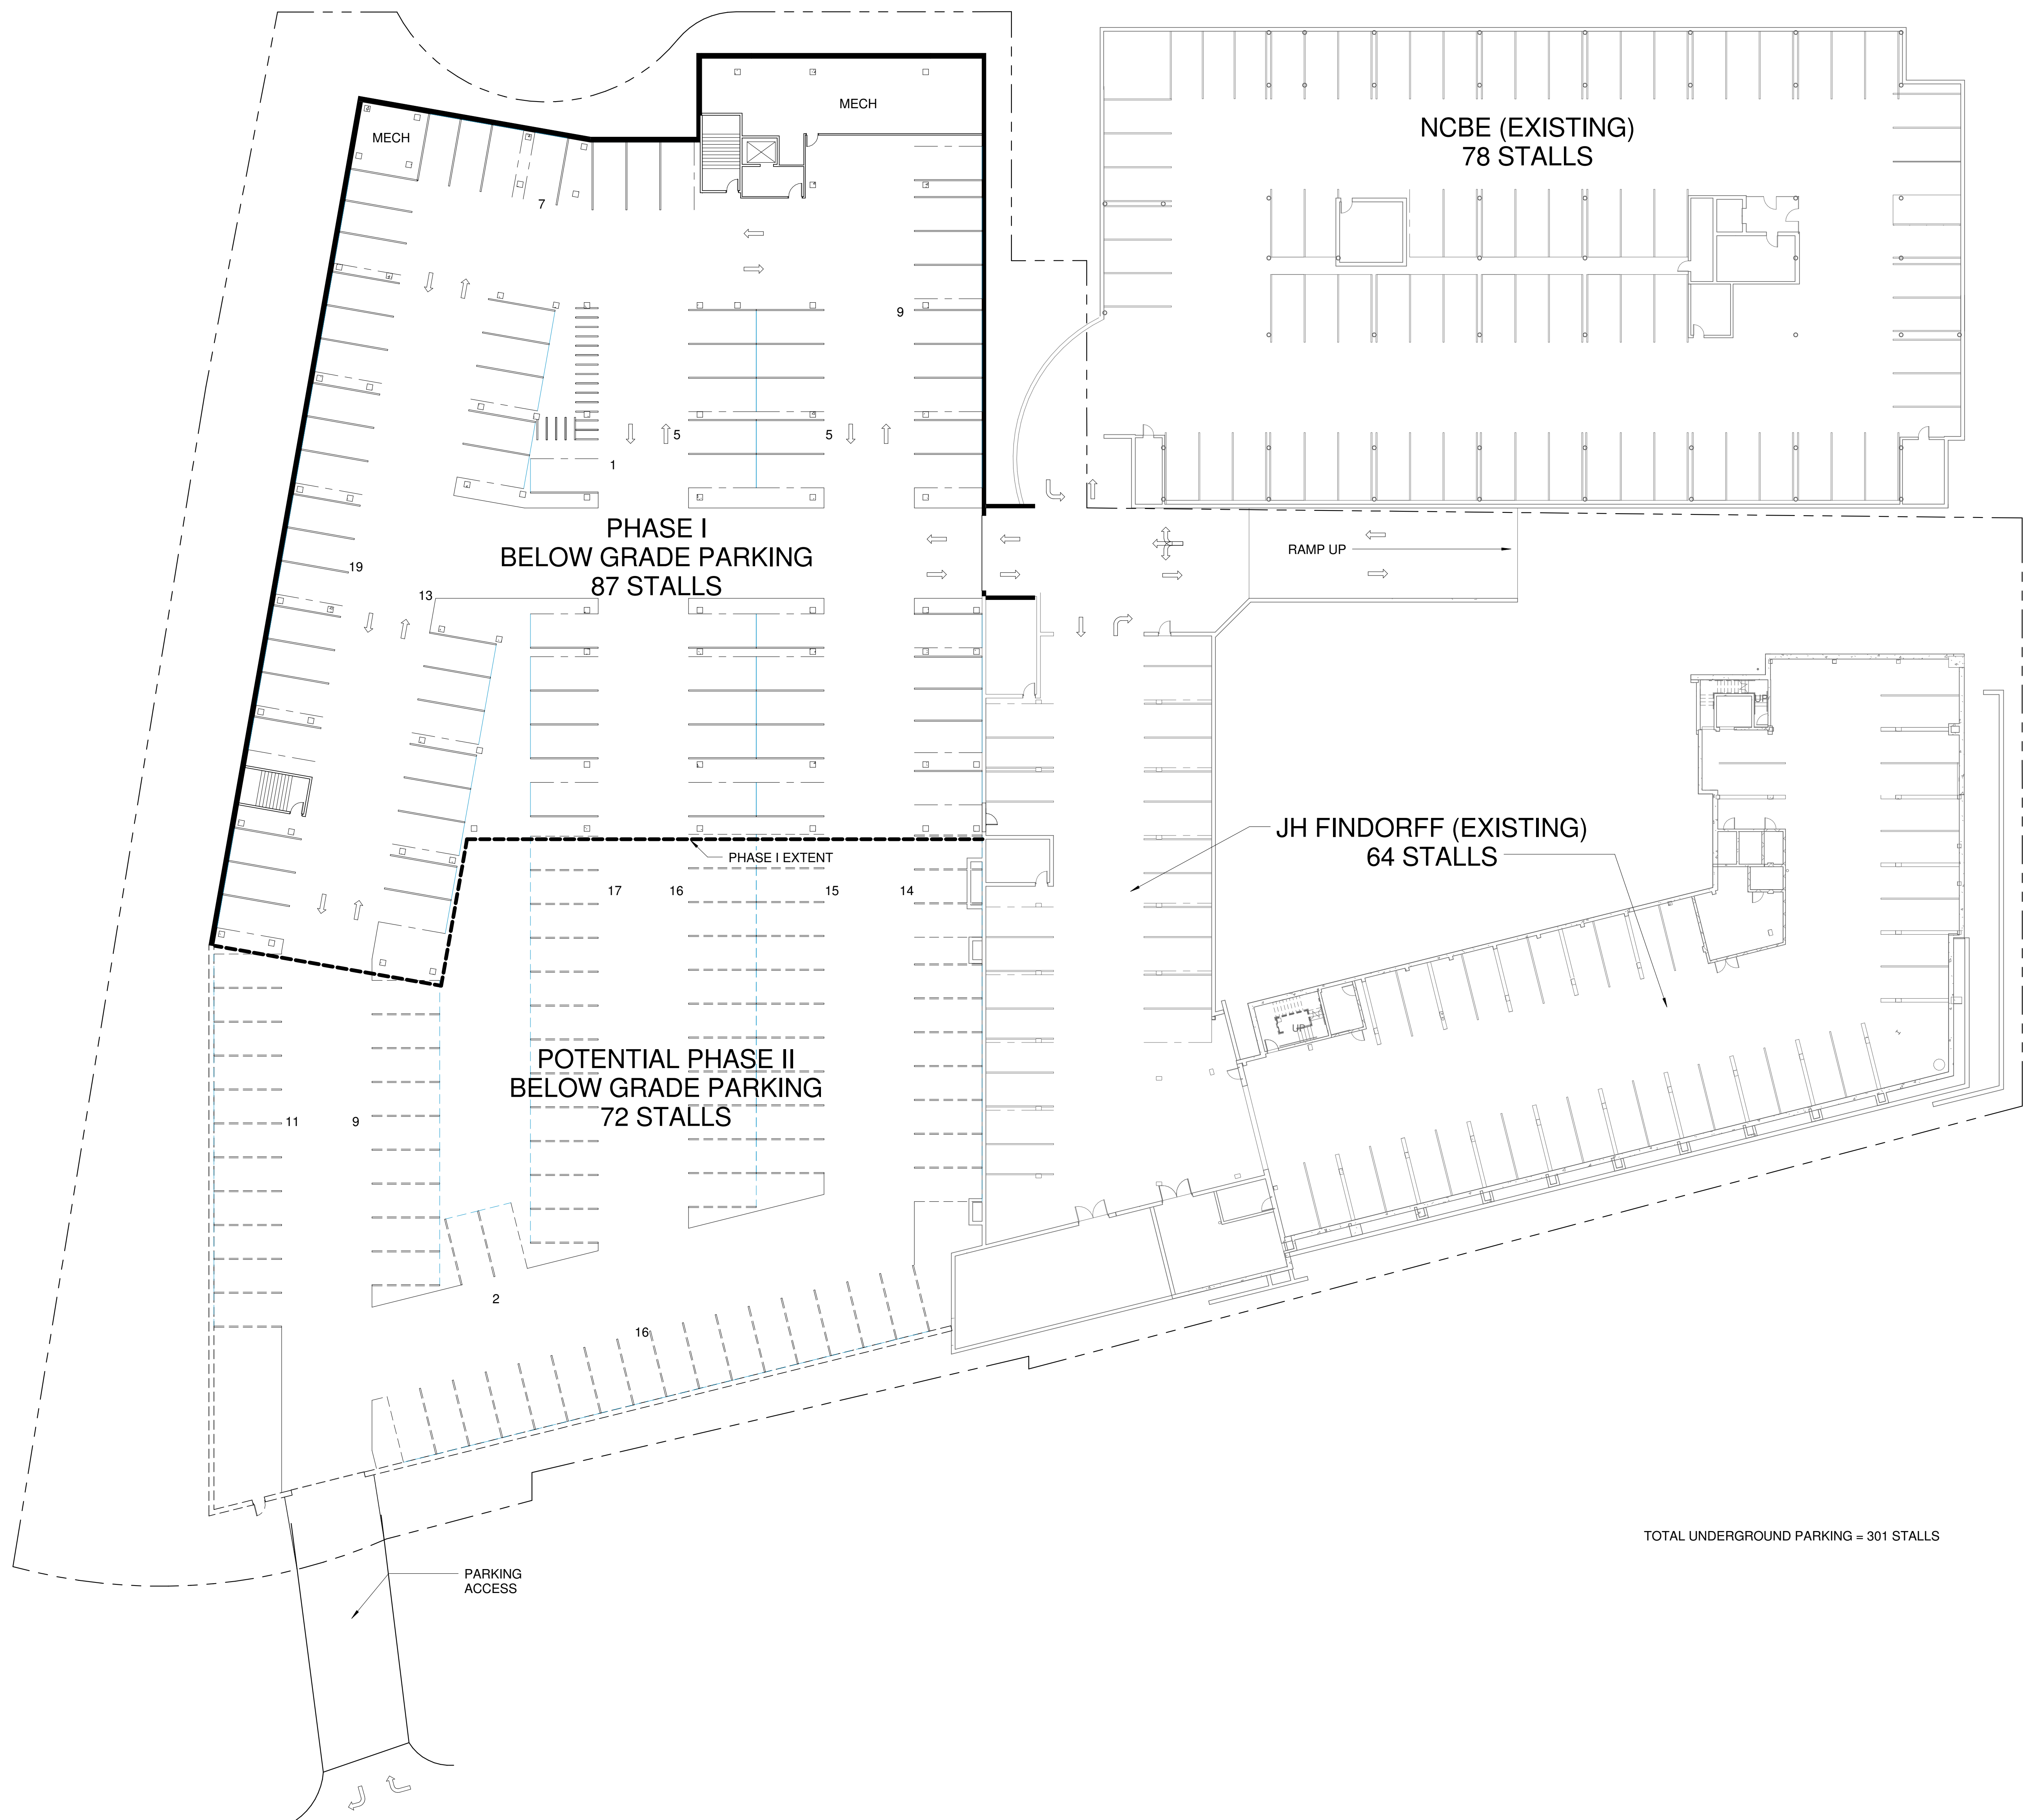 MECH
MECH
NCBE (EXISTING)
78 STALLS
7
9
5
5
1
PHASE I
BELOW GRADE PARKING
87 STALLS
RAMP UP
19
13
JH FINDORFF (EXISTING)
64 STALLS
PHASE I EXTENT
17
16
15
14
UP
POTENTIAL PHASE II
BELOW GRADE PARKING
72 STALLS
11
9
2
16
TOTAL UNDERGROUND PARKING = 301 STALLS
PARKING
ACCESS